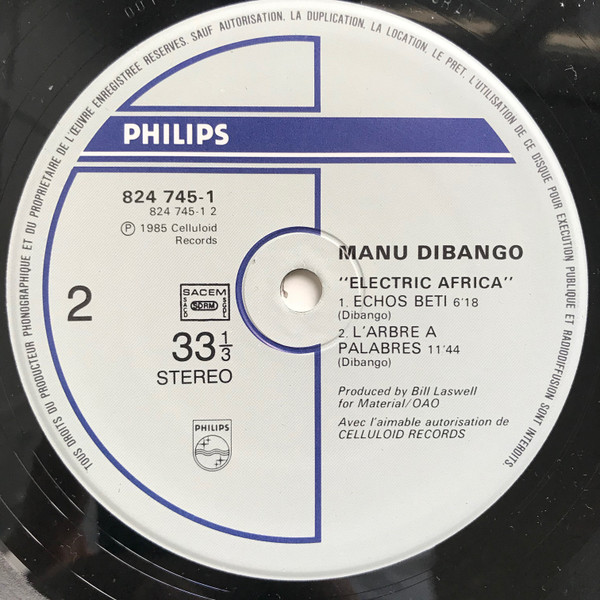 TOUS DROITS DU PRODUCTEUR PHONOGRAPHIQUE ET DU PROPRIETAIRE DE L'ŒUVRE ENREGISTREE RESERVES. SAUF AUTORISATION, LA DUPLICATION, LA LOCATION, LE PRET, L'UTILISATION DE CE DISQUE POUR EXECUTION PUBLIQUE ET RADIODIFFUSION SONT INTERDITS.
PHILIPS
824 745-1
824 745-1 2
Ⓟ 1985 Celluloid
Records
2
SACEM
SACD SDRM SGDL
33 1/3
STEREO
PHILIPS
MANU DIBANGO
"ELECTRIC AFRICA"
1. ECHOS BETI 6'18
(Dibango)
2. L'ARBRE A
PALABRES 11'44
(Dibango)
Produced by Bill Laswell
for Material/OAO
Avec l'aimable autorisation de
CELLULOID RECORDS